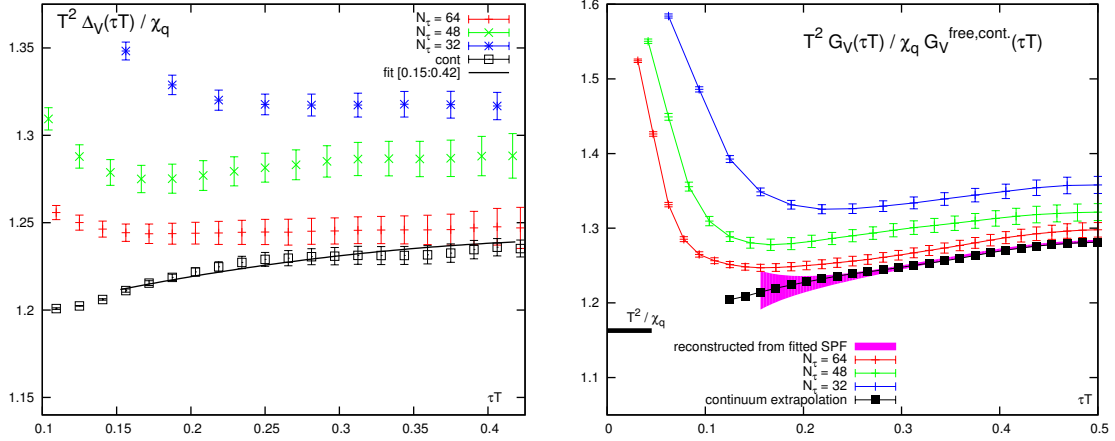 T² Δ_V(τT) / χ_q
N_τ = 64
N_τ = 48
N_τ = 32
cont
fit [0.15:0.42]
1.35
1.3
1.25
1.2
1.15
0.1
0.15
0.2
0.25
0.3
0.35
0.4
τT
T² G_V(τT) / χ_q G_V^{free,cont.}(τT)
1.6
1.5
1.4
1.3
1.2
1.1
T² / χ_q
reconstructed from fitted SPF
N_τ = 64
N_τ = 48
N_τ = 32
continuum extrapolation
0
0.1
0.2
0.3
0.4
0.5
τT